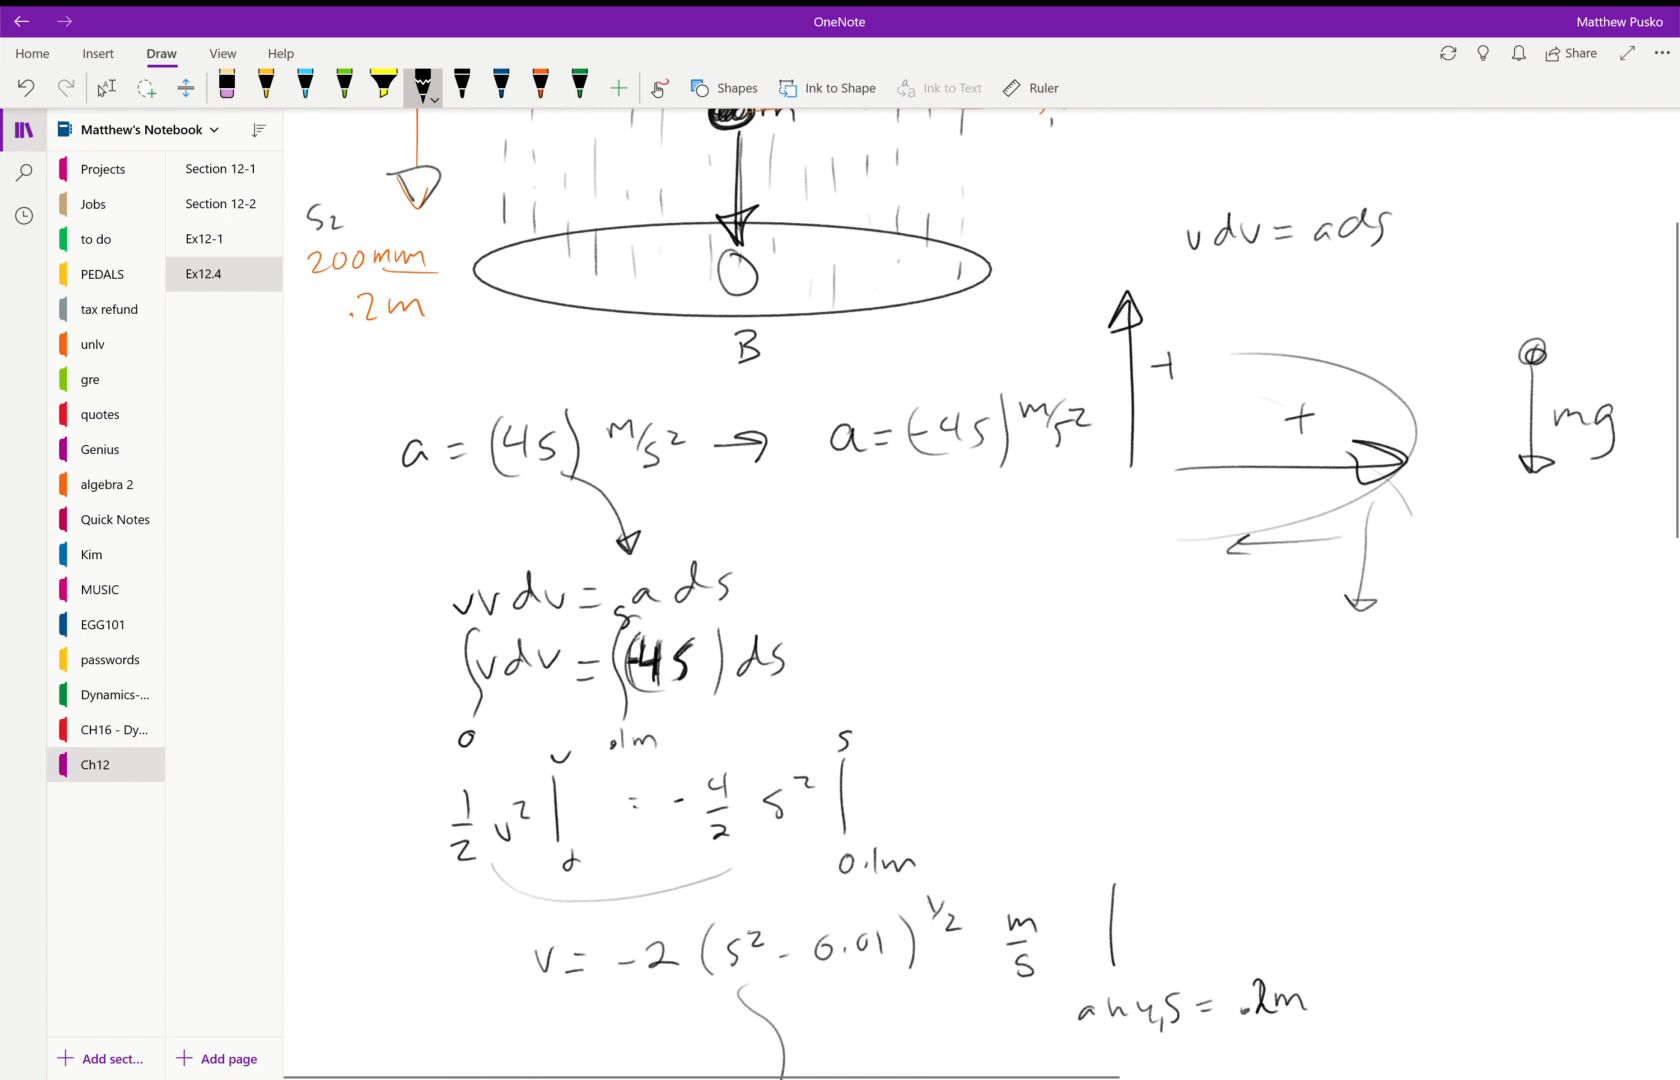 OneNote
Matthew Pusko
Home Insert Draw View Help
Share
Shapes Ink to Shape Ink to Text Ruler
Matthew's Notebook
Projects
Jobs
to do
PEDALS
tax refund
unlv
gre
quotes
Genius
algebra 2
Quick Notes
Kim
MUSIC
EGG101
passwords
Dynamics-...
CH16 - Dy...
Ch12
Section 12-1
Section 12-2
Ex12-1
Ex12.4
Add sect...
Add page
m
S2
200mm
.2m
B
v dv = a ds
+
+
mg
a = (4s) m/s² → a = (-4s) m/s²
vv dv = a ds
∫ v dv = ∫ (-4s) ds
s
0 .1m
1/2 v² | = - 4/2 s² |
v s
0.1m
v = -2 (s² - 0.01)^1/2 m/s |
any, s = .2m